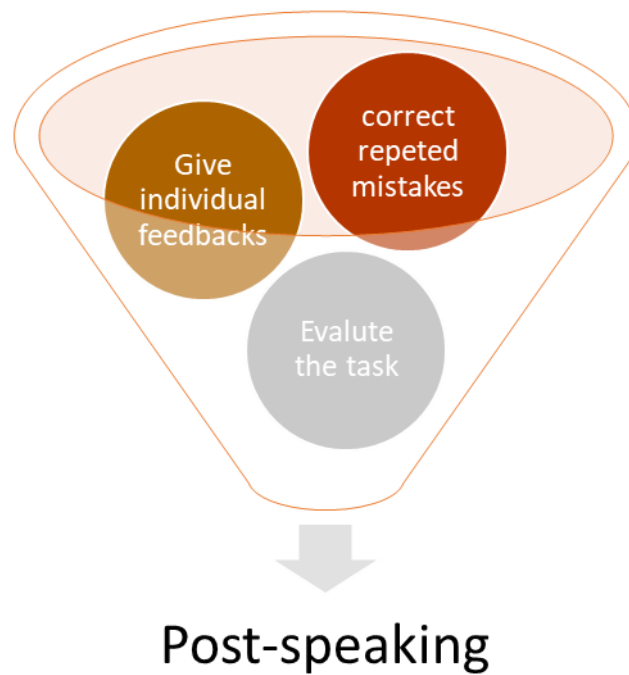 Give
individual
feedbacks
correct
repeted
mistakes
Evalute
the task
Post-speaking